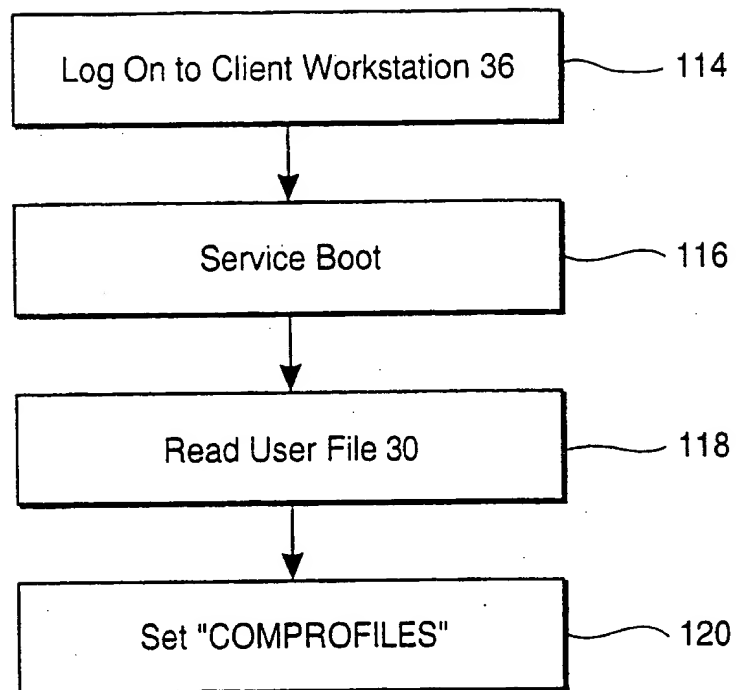 Log On to Client Workstation 36
114
Service Boot
116
Read User File 30
118
Set "COMPROFILES"
120